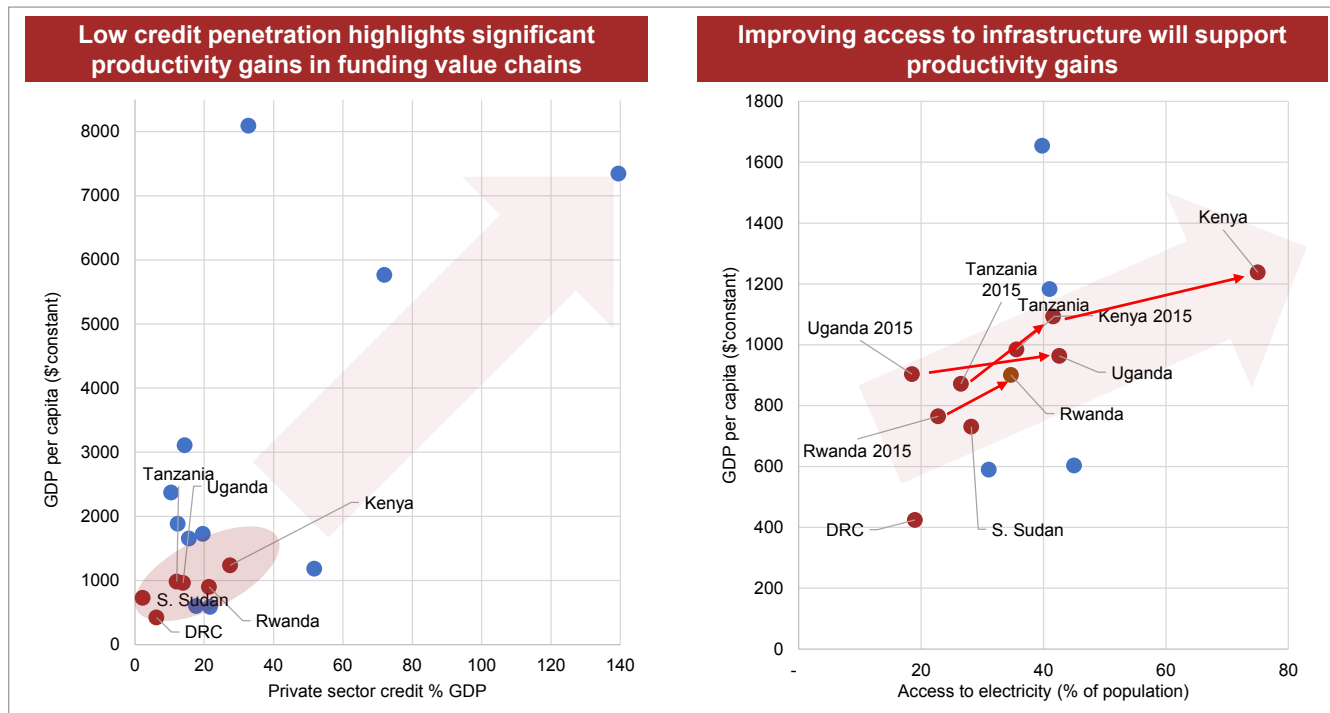 Low credit penetration highlights significant
productivity gains in funding value chains
8000
7000
6000
5000
4000
3000
2000
1000
0
GDP per capita ($'constant)
Tanzania
Uganda
Kenya
S. Sudan
Rwanda
DRC
0 20 40 60 80 100 120 140
Private sector credit % GDP
Improving access to infrastructure will support
productivity gains
1800
1600
1400
1200
1000
800
600
400
200
0
GDP per capita ($'constant)
Kenya
Tanzania
2015
Tanzania
Kenya 2015
Uganda 2015
Uganda
Rwanda
Rwanda 2015
DRC
S. Sudan
- 20 40 60 80
Access to electricity (% of population)